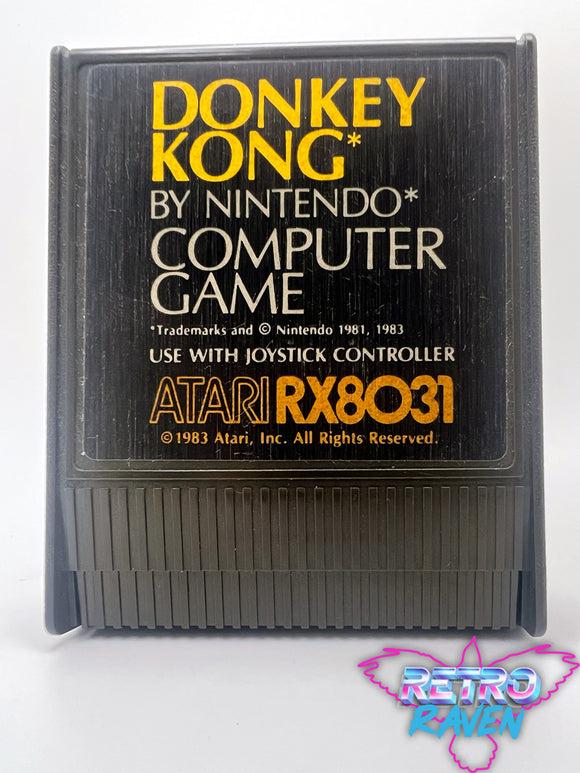 DONKEY
KONG*
BY NINTENDO*
COMPUTER
GAME
*Trademarks and © Nintendo 1981, 1983
USE WITH JOYSTICK CONTROLLER
ATARI RX8031
©1983 Atari, Inc. All Rights Reserved.
RETRO
RAVEN